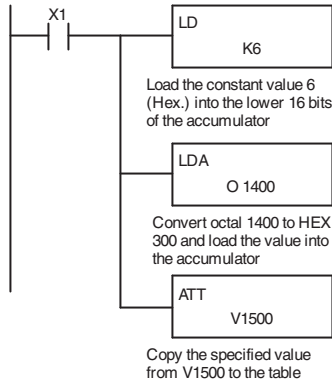 X1
LD
K6
Load the constant value 6
(Hex.) into the lower 16 bits
of the accumulator
LDA
O 1400
Convert octal 1400 to HEX
300 and load the value into
the accumulator
ATT
V1500
Copy the specified value
from V1500 to the table